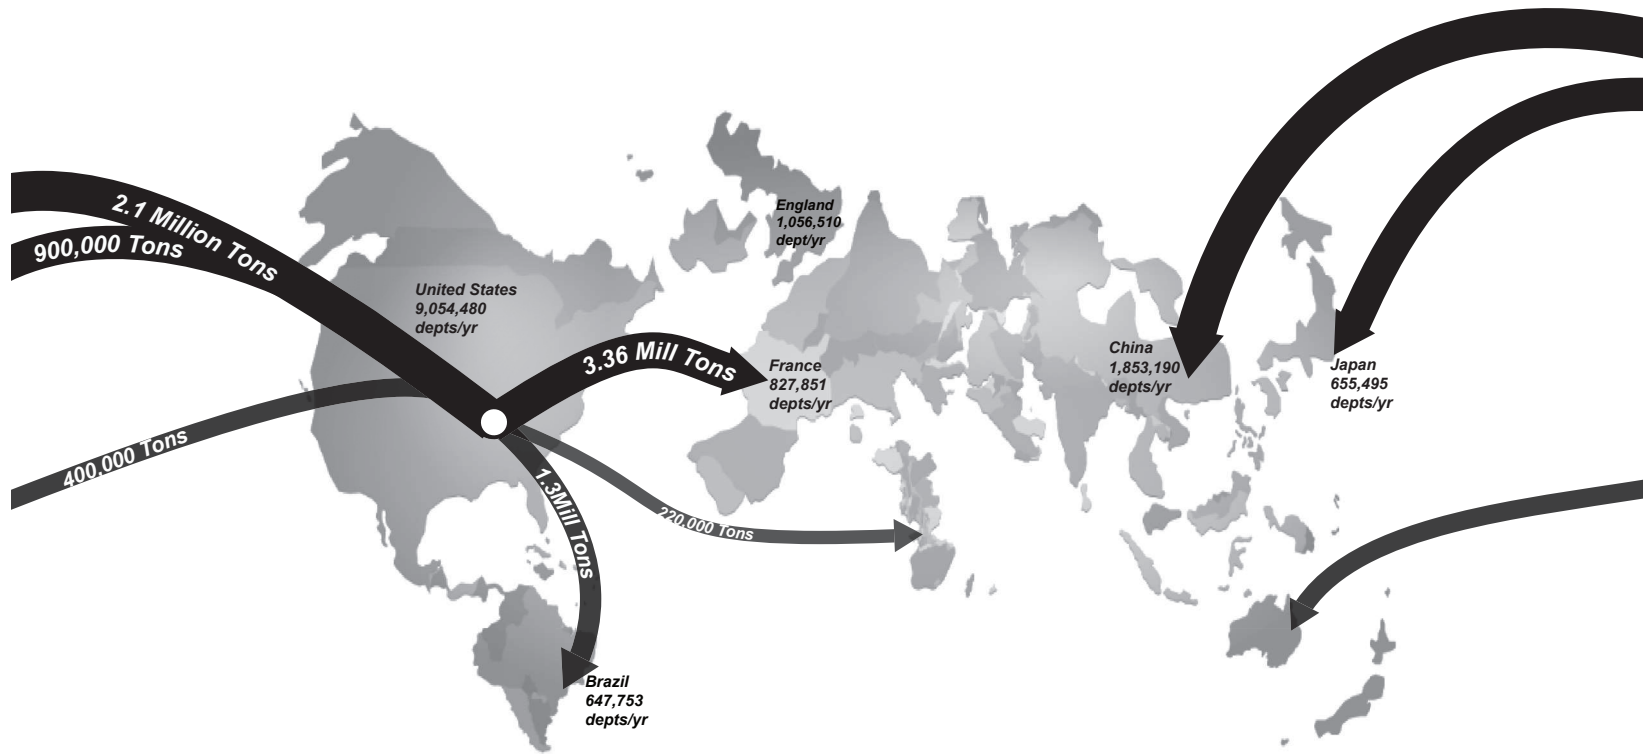 2.1 Million Tons
900,000 Tons
England
1,056,510
dept/yr
United States
9,054,480
depts/yr
3.36 Mill Tons
France
827,851
depts/yr
China
1,853,190
depts/yr
Japan
655,495
depts/yr
400,000 Tons
1.3Mill Tons
220,000 Tons
Brazil
647,753
depts/yr